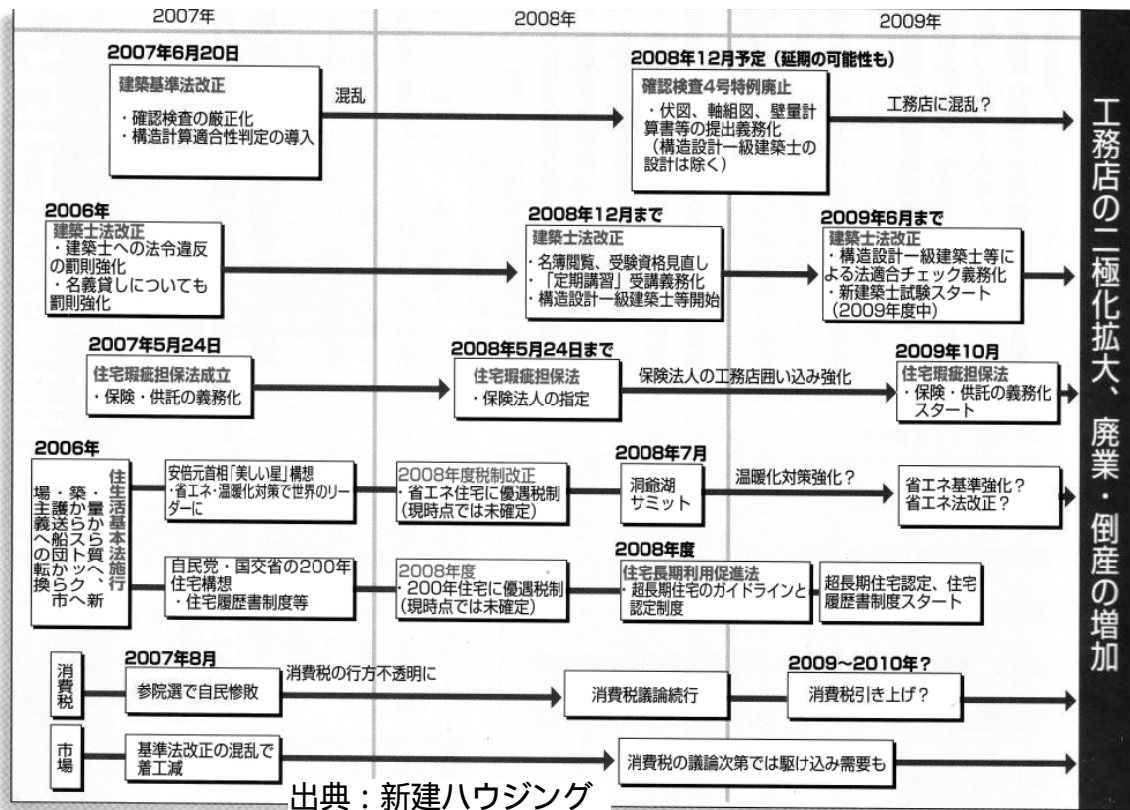 2007年
2008年
2009年
2007年6月20日
建築基準法改正
・確認検査の厳正化
・構造計算適合性判定の導入
混乱
2008年12月予定（延期の可能性も）
確認検査4号特例廃止
・伏図、軸組図、壁量計
算書等の提出義務化
（構造設計一級建築士の
設計は除く）
工務店に混乱？
2006年
建築士法改正
・建築士への法令違反
の罰則強化
・名義貸しについても
罰則強化
2008年12月まで
建築士法改正
・名簿閲覧、受験資格見直し
・「定期講習」受講義務化
・構造設計一級建築士等開始
2009年6月まで
建築士法改正
・構造設計一級建築士等に
よる法適合チェック義務化
・新建築士試験スタート
（2009年度中）
2007年5月24日
住宅瑕疵担保法成立
・保険・供託の義務化
2008年5月24日まで
住宅瑕疵担保法
・保険法人の指定
保険法人の工務店囲い込み強化
2009年10月
住宅瑕疵担保法
・保険・供託の義務化
スタート
2006年
住生活基本法施行
・量から質へ、新
築からストックへ
・護送船団から市
場主義への転換
安倍元首相「美しい星」構想
・省エネ・温暖化対策で世界のリー
ダーに
2008年度税制改正
・省エネ住宅に優遇税制
（現時点では未確定）
2008年7月
洞爺湖
サミット
温暖化対策強化？
省エネ基準強化？
省エネ法改正？
自民党・国交省の200年
住宅構想
・住宅履歴書制度等
2008年度
・200年住宅に優遇税制
（現時点では未確定）
2008年度
住宅長期利用促進法
・超長期住宅のガイドラインと
認定制度
超長期住宅認定、住宅
履歴書制度スタート
消費税
2007年8月
参院選で自民惨敗
消費税の行方不透明に
消費税議論続行
2009〜2010年？
消費税引き上げ？
市場
基準法改正の混乱で
着工減
消費税の議論次第では駆け込み需要も
工務店の二極化拡大、廃業・倒産の増加
出典：新建ハウジング